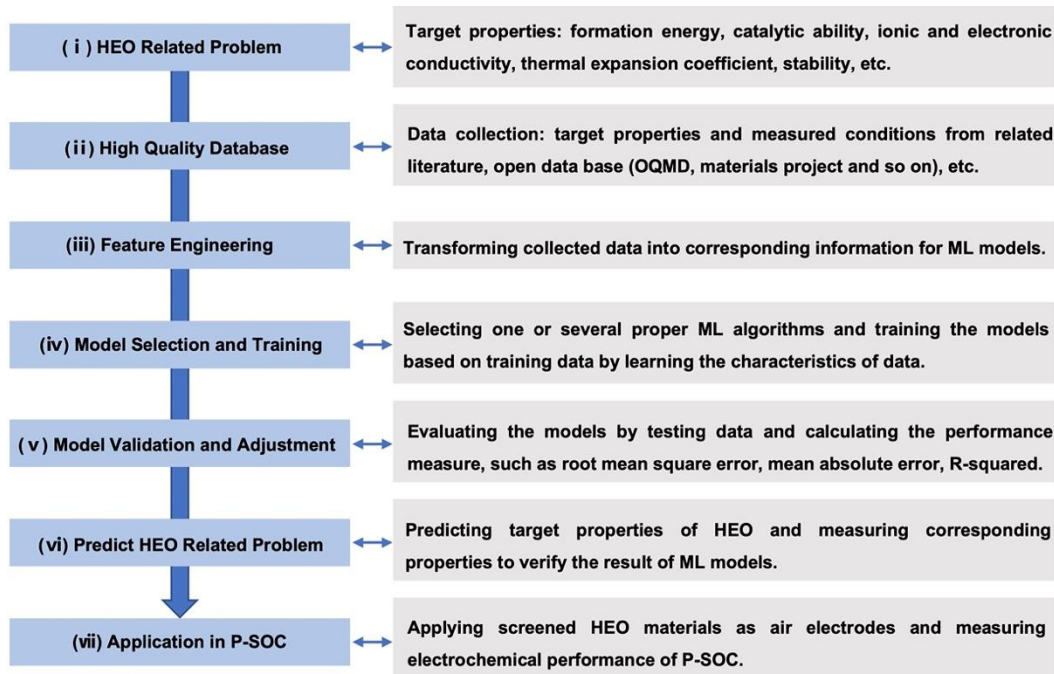 (i) HEO Related Problem
Target properties: formation energy, catalytic ability, ionic and electronic
conductivity, thermal expansion coefficient, stability, etc.
(ii) High Quality Database
Data collection: target properties and measured conditions from related
literature, open data base (OQMD, materials project and so on), etc.
(iii) Feature Engineering
Transforming collected data into corresponding information for ML models.
(iv) Model Selection and Training
Selecting one or several proper ML algorithms and training the models
based on training data by learning the characteristics of data.
(v) Model Validation and Adjustment
Evaluating the models by testing data and calculating the performance
measure, such as root mean square error, mean absolute error, R-squared.
(vi) Predict HEO Related Problem
Predicting target properties of HEO and measuring corresponding
properties to verify the result of ML models.
(vii) Application in P-SOC
Applying screened HEO materials as air electrodes and measuring
electrochemical performance of P-SOC.